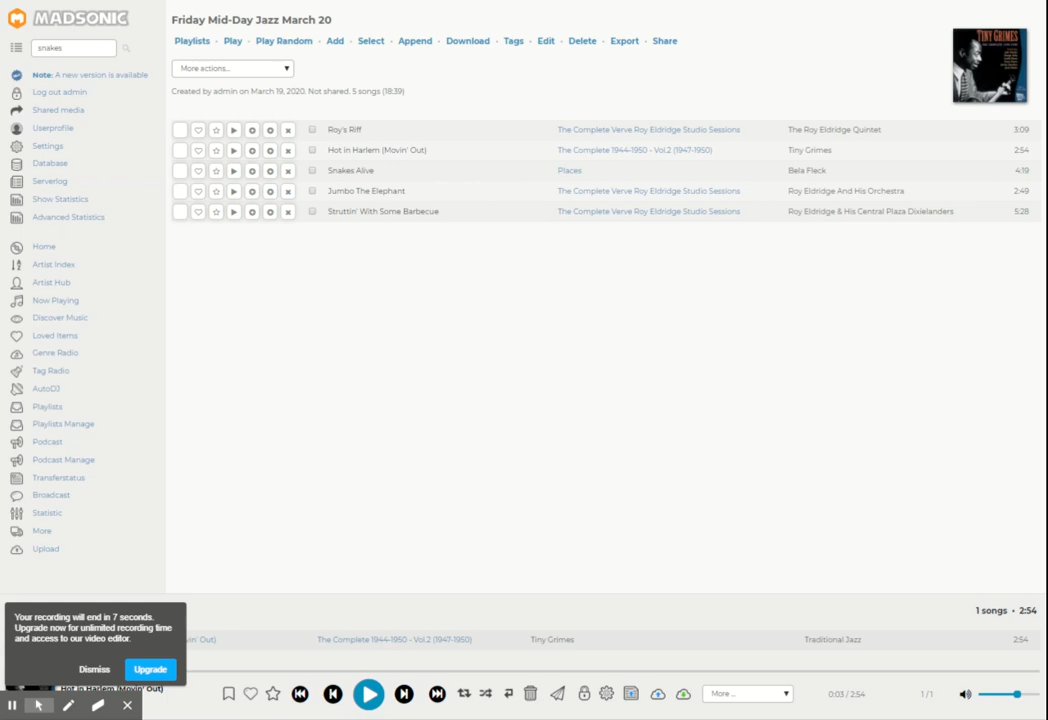 MADSONIC
snakes
Note: A new version is available
Log out admin
Shared media
Userprofile
Settings
Database
Serverlog
Show Statistics
Advanced Statistics
Home
Artist Index
Artist Hub
Now Playing
Discover Music
Loved Items
Genre Radio
Tag Radio
AutoDJ
Playlists
Playlists Manage
Podcast
Podcast Manage
Transferstatus
Broadcast
Statistic
More
Upload
Friday Mid-Day Jazz March 20
Playlists · Play · Play Random · Add · Select · Append · Download · Tags · Edit · Delete · Export · Share
More actions...
Created by admin on March 19, 2020. Not shared. 5 songs (18:39)
TINY GRIMES
Roy's Riff The Complete Verve Roy Eldridge Studio Sessions The Roy Eldridge Quintet 3:09
Hot in Harlem (Movin' Out) The Complete 1944-1950 - Vol.2 (1947-1950) Tiny Grimes 2:54
Snakes Alive Places Bela Fleck 4:19
Jumbo The Elephant The Complete Verve Roy Eldridge Studio Sessions Roy Eldridge And His Orchestra 2:49
Struttin' With Some Barbecue The Complete Verve Roy Eldridge Studio Sessions Roy Eldridge & His Central Plaza Dixielanders 5:28
Your recording will end in 7 seconds.
Upgrade now for unlimited recording time
and access to our video editor.
Dismiss Upgrade
1 songs · 2:54
Out) The Complete 1944-1950 - Vol.2 (1947-1950) Tiny Grimes Traditional Jazz 2:54
Hot in Harlem (Movin' Out)
More ... 0:03 / 2:54 1 / 1